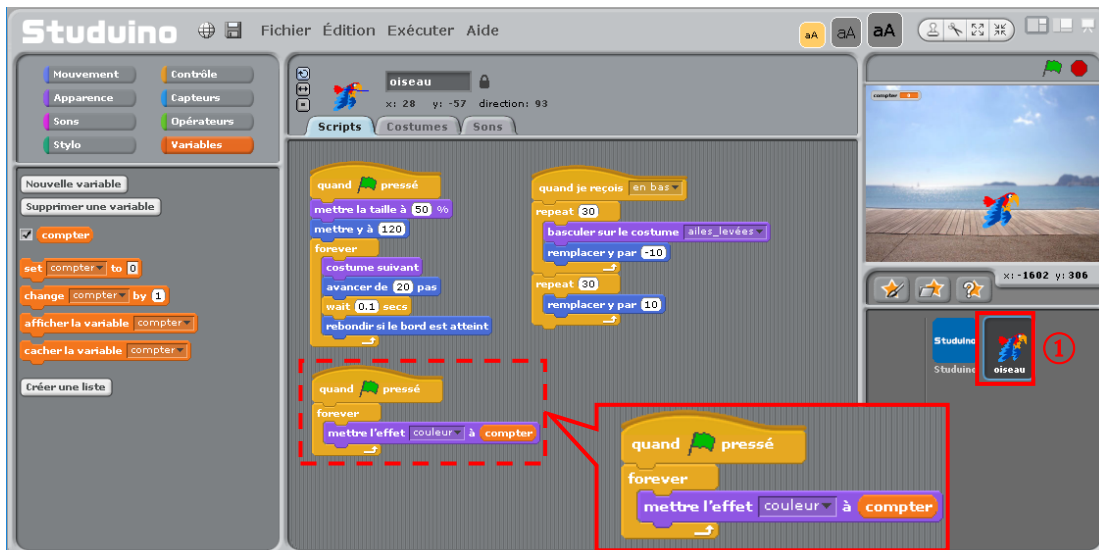 Studuino Fichier Édition Exécuter Aide aA aA aA
Mouvement Contrôle
Apparence Capteurs
Sons Opérateurs
Stylo Variables
Nouvelle variable
Supprimer une variable
compter
set compter to 0
change compter by 1
afficher la variable compter
cacher la variable compter
Créer une liste
oiseau
x: 28 y: -57 direction: 93
Scripts Costumes Sons
quand pressé
mettre la taille à 50 %
mettre y à 120
forever
costume suivant
avancer de 20 pas
wait 0.1 secs
rebondir si le bord est atteint
quand je reçois en bas
repeat 30
basculer sur le costume ailes_levées
remplacer y par -10
repeat 30
remplacer y par 10
quand pressé
forever
mettre l'effet couleur à compter
quand pressé
forever
mettre l'effet couleur à compter
compter
x: -1602 y: 306
Studuino
Studuino
oiseau
①